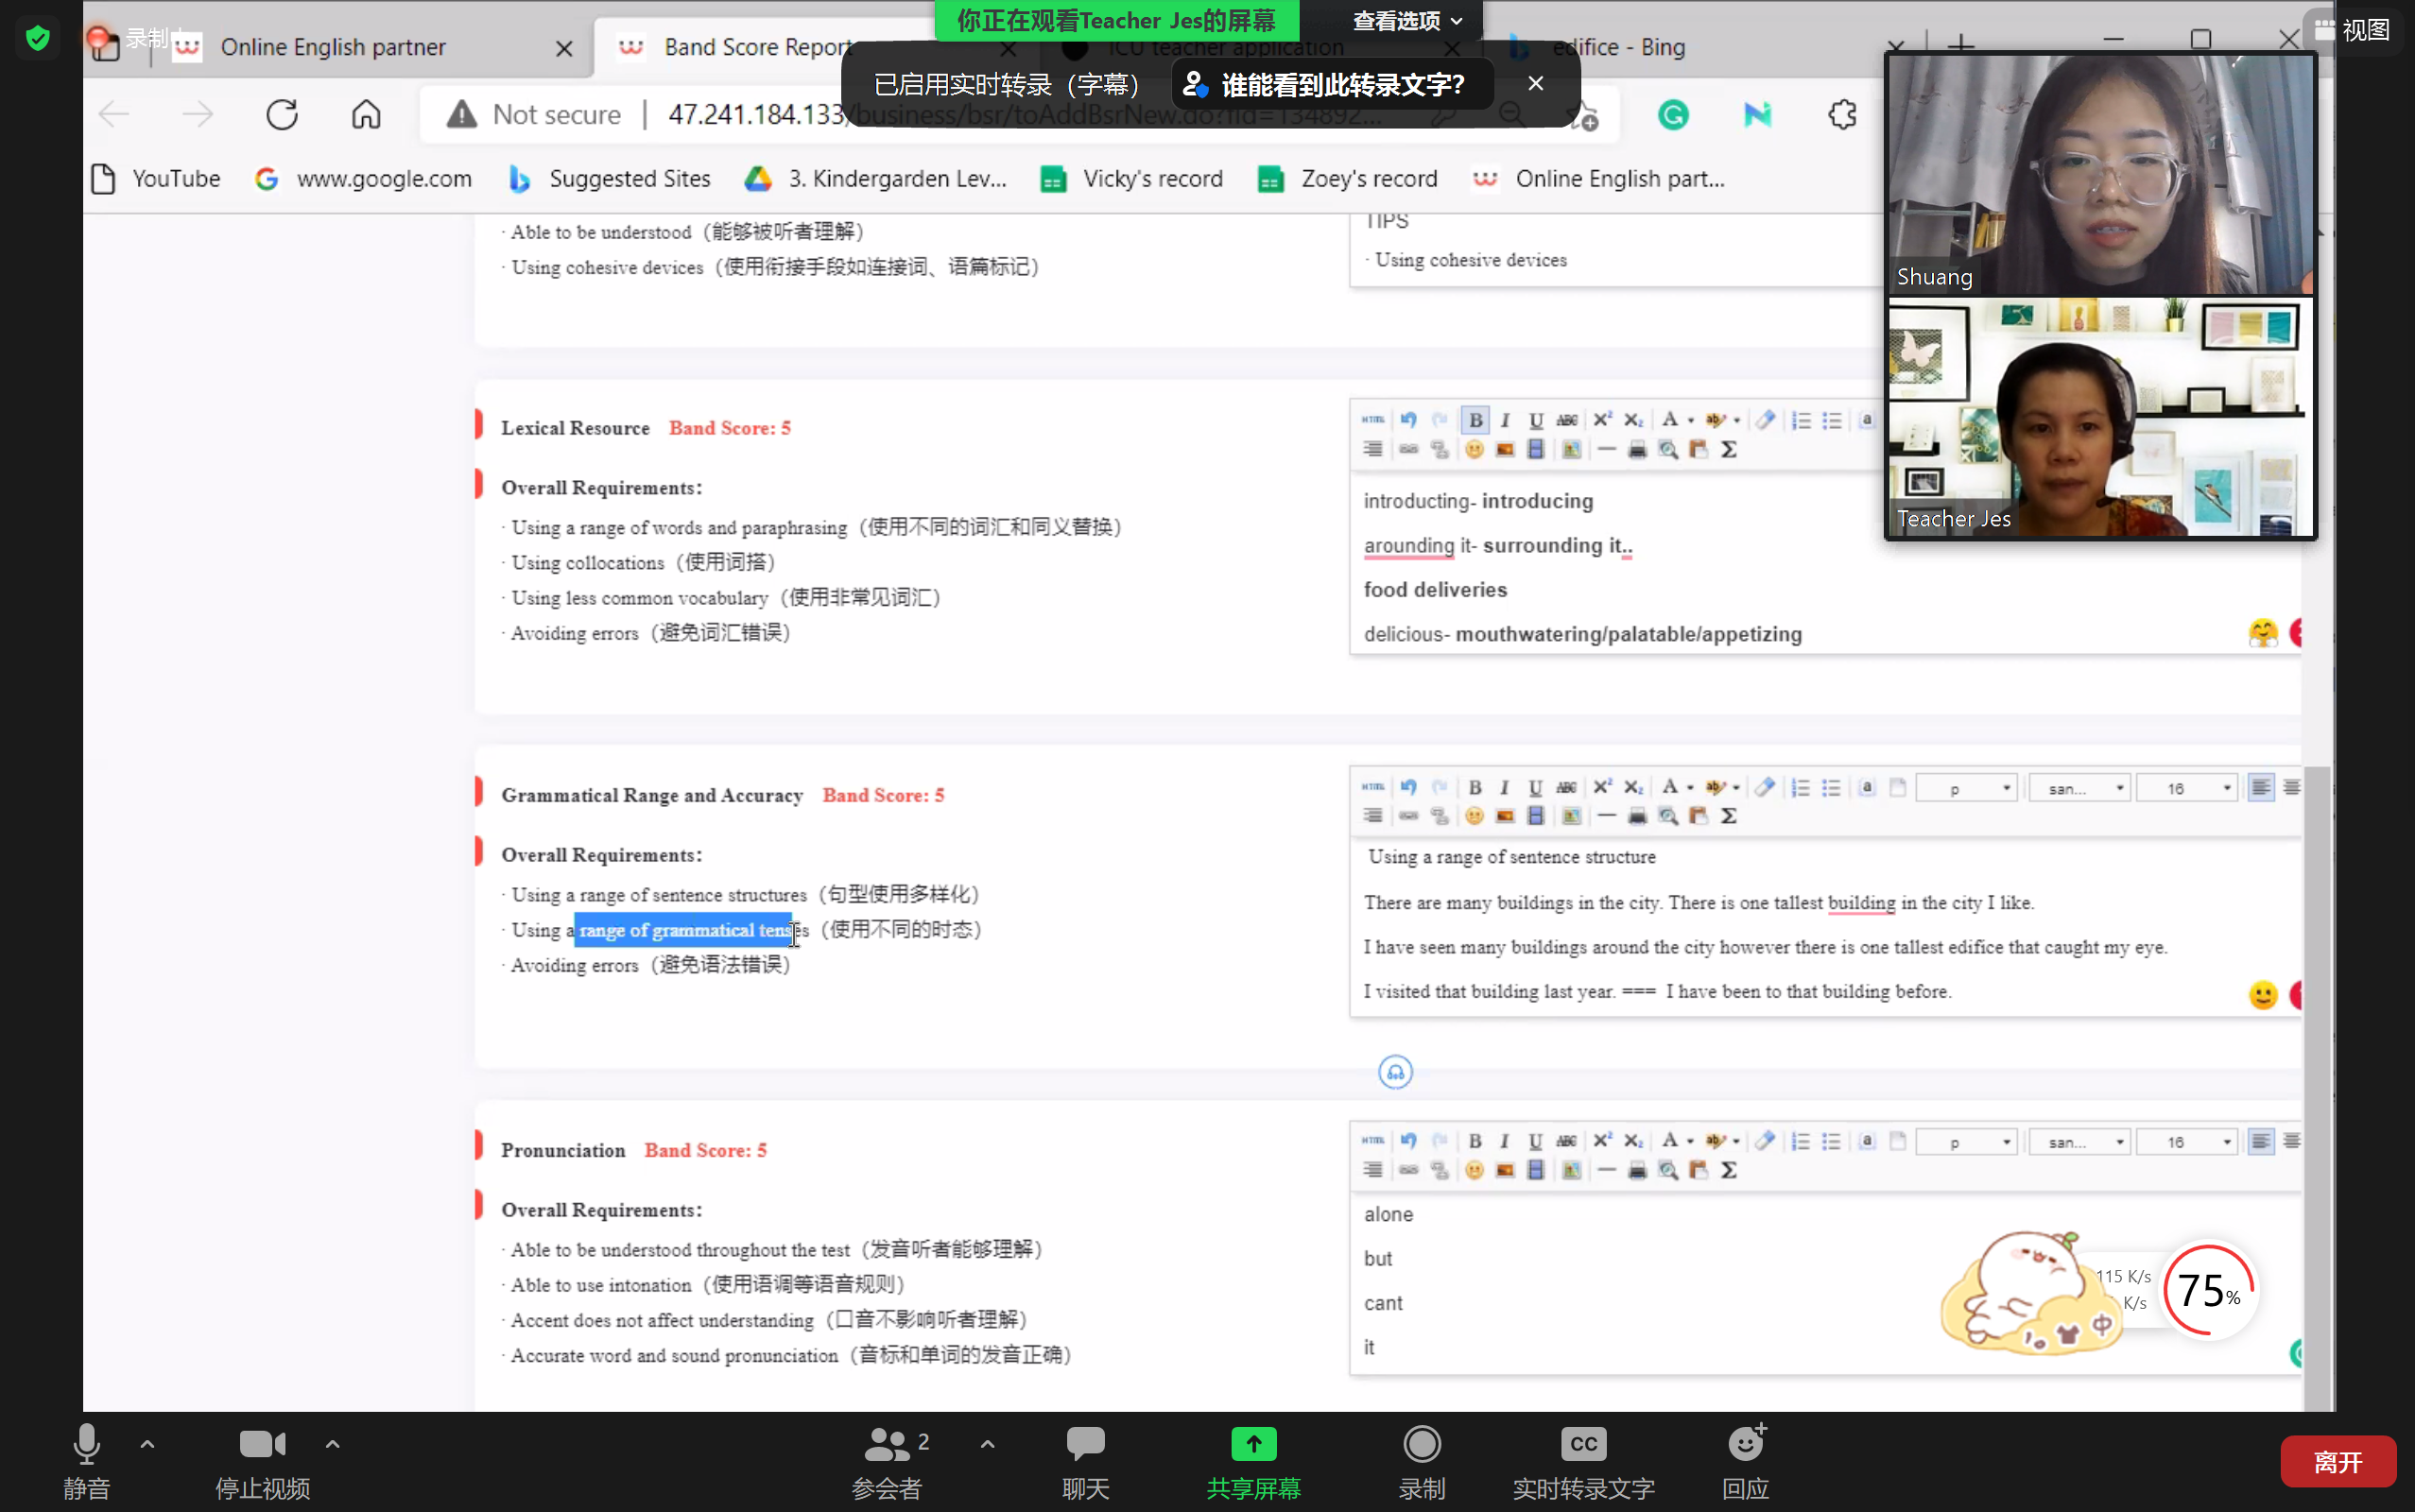 你正在观看Teacher Jes的屏幕
查看选项
视图
录制
Online English partner
Band Score Report
ICU teacher application
edifice - Bing
已启用实时转录（字幕）
谁能看到此转录文字？
Not secure
47.241.184.133/business/bsr/toAddBsrNew.do?fid=134892...
YouTube
www.google.com
Suggested Sites
3. Kindergarden Lev...
Vicky's record
Zoey's record
Online English part...
Shuang
Teacher Jes
· Able to be understood（能够被听者理解）
· Using cohesive devices（使用衔接手段如连接词、语篇标记）
TIPS
· Using cohesive devices
Lexical Resource Band Score: 5
Overall Requirements:
· Using a range of words and paraphrasing（使用不同的词汇和同义替换）
· Using collocations（使用词搭）
· Using less common vocabulary（使用非常见词汇）
· Avoiding errors（避免词汇错误）
HTML
introducting- introducing
arounding it- surrounding it..
food deliveries
delicious- mouthwatering/palatable/appetizing
Grammatical Range and Accuracy Band Score: 5
Overall Requirements:
· Using a range of sentence structures（句型使用多样化）
· Using a range of grammatical tenses（使用不同的时态）
· Avoiding errors（避免语法错误）
HTML
p
san...
16
Using a range of sentence structure
There are many buildings in the city. There is one tallest building in the city I like.
I have seen many buildings around the city however there is one tallest edifice that caught my eye.
I visited that building last year. === I have been to that building before.
Pronunciation Band Score: 5
Overall Requirements:
· Able to be understood throughout the test（发音听者能够理解）
· Able to use intonation（使用语调等语音规则）
· Accent does not affect understanding（口音不影响听者理解）
· Accurate word and sound pronunciation（音标和单词的发音正确）
HTML
p
san...
16
alone
but
cant
it
115 K/s
K/s
75%
中
静音
停止视频
2
参会者
聊天
共享屏幕
录制
CC
实时转录文字
回应
离开